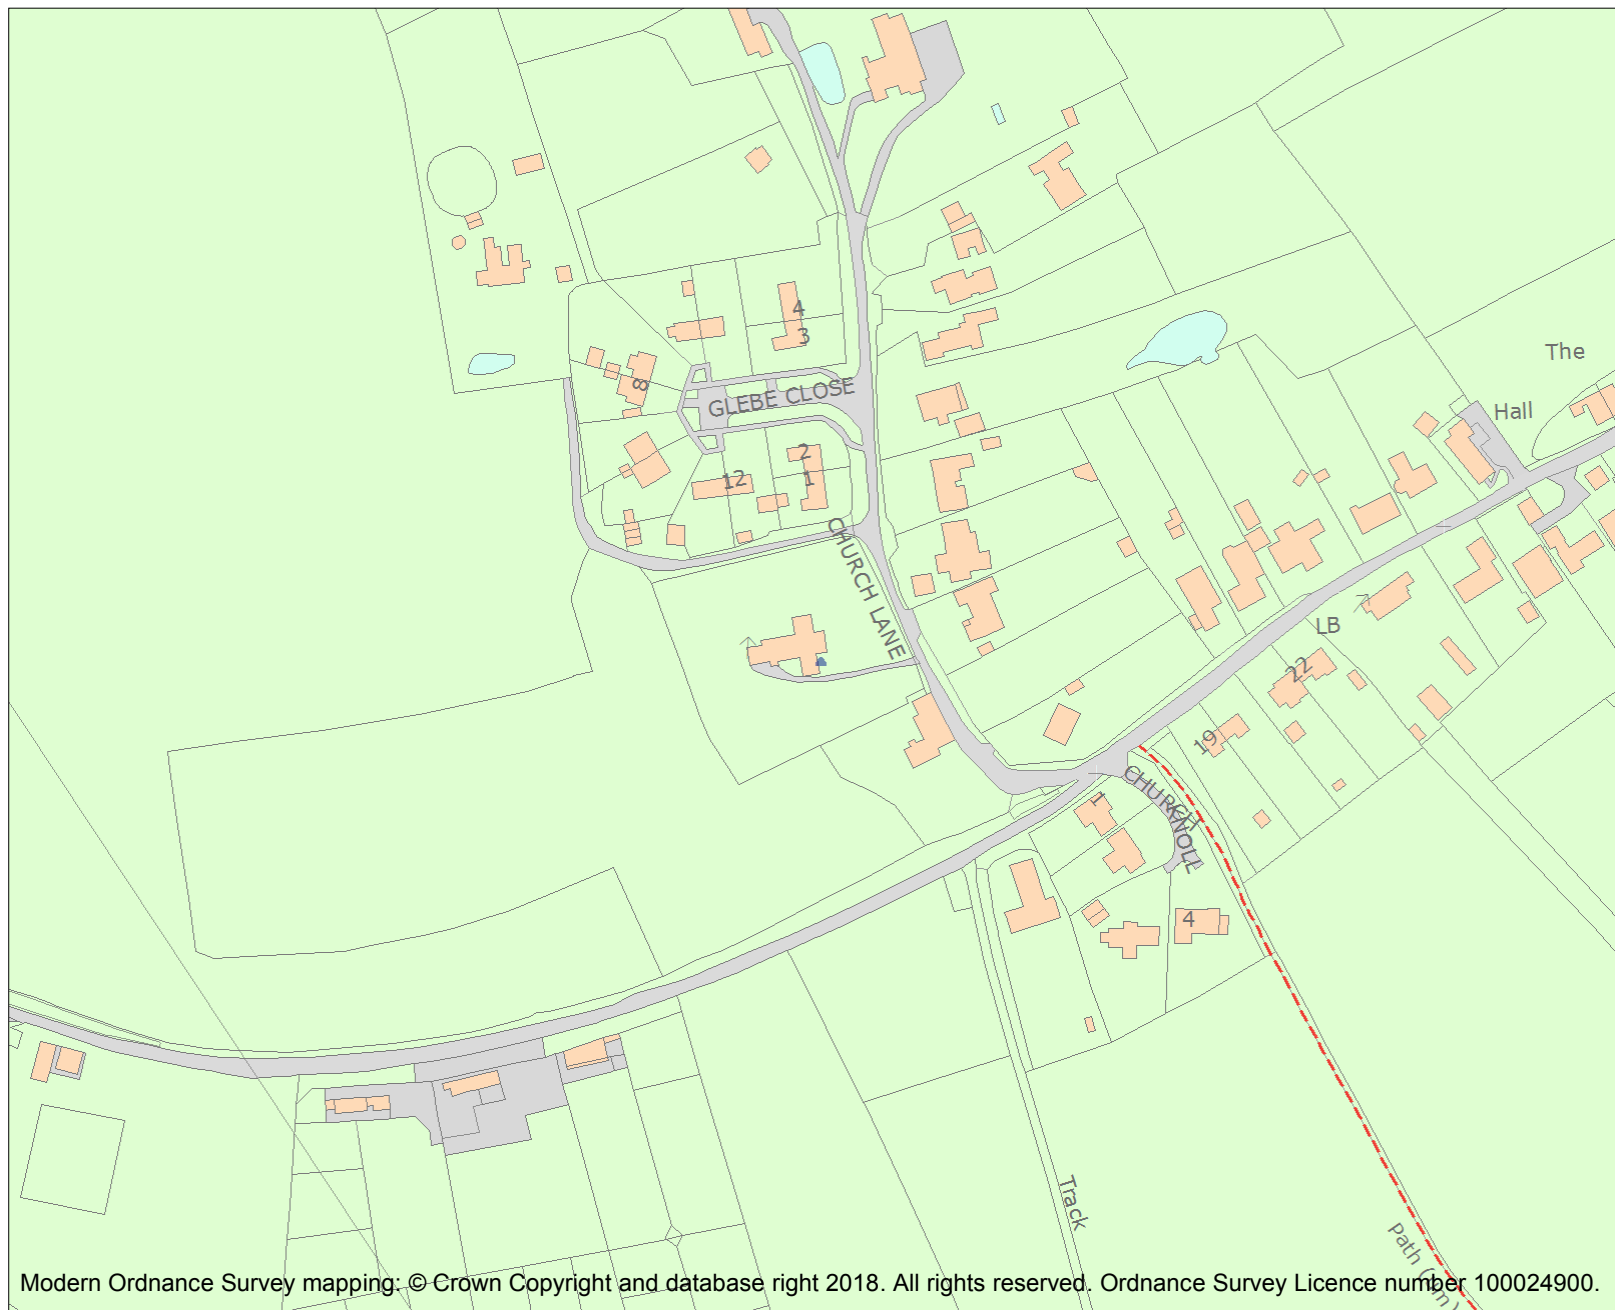 4
3
The
8
GLEBE CLOSE
Hall
2
12
1
CHURCH LANE
LB
22
19
CHURCH
KNOLL
1
4
Track
Path (um)
Modern Ordnance Survey mapping: © Crown Copyright and database right 2018. All rights reserved. Ordnance Survey Licence number 100024900.